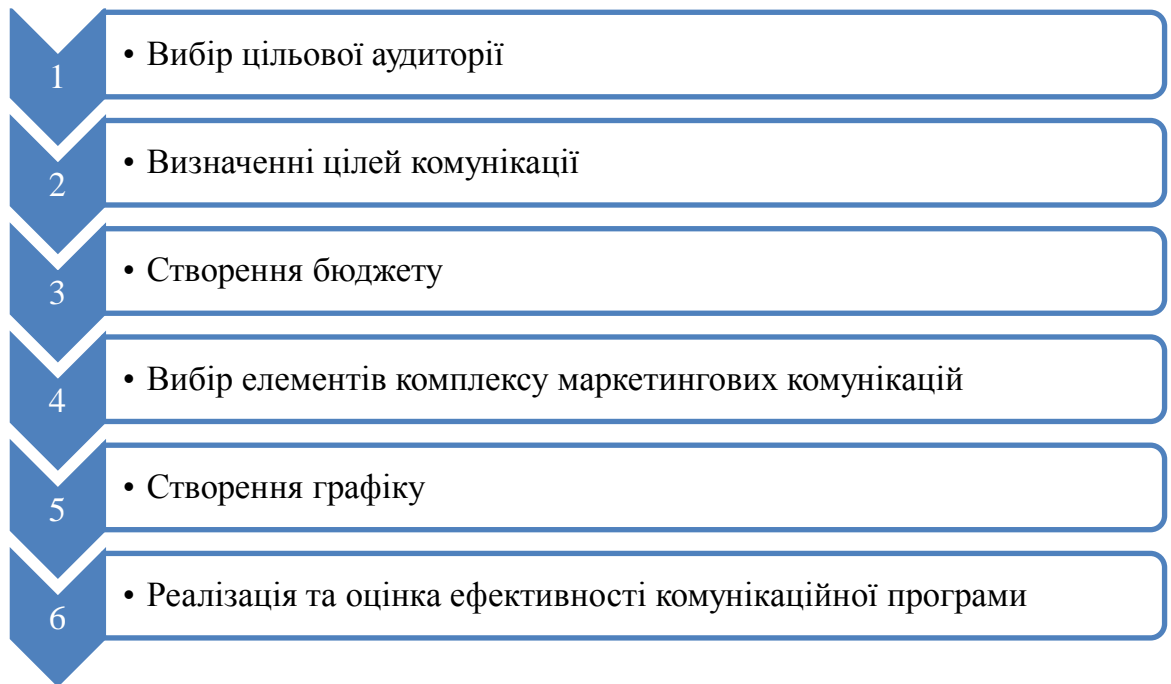 1
• Вибір цільової аудиторії
2
• Визначенні цілей комунікації
3
• Створення бюджету
4
• Вибір елементів комплексу маркетингових комунікацій
5
• Створення графіку
6
• Реалізація та оцінка ефективності комунікаційної програми